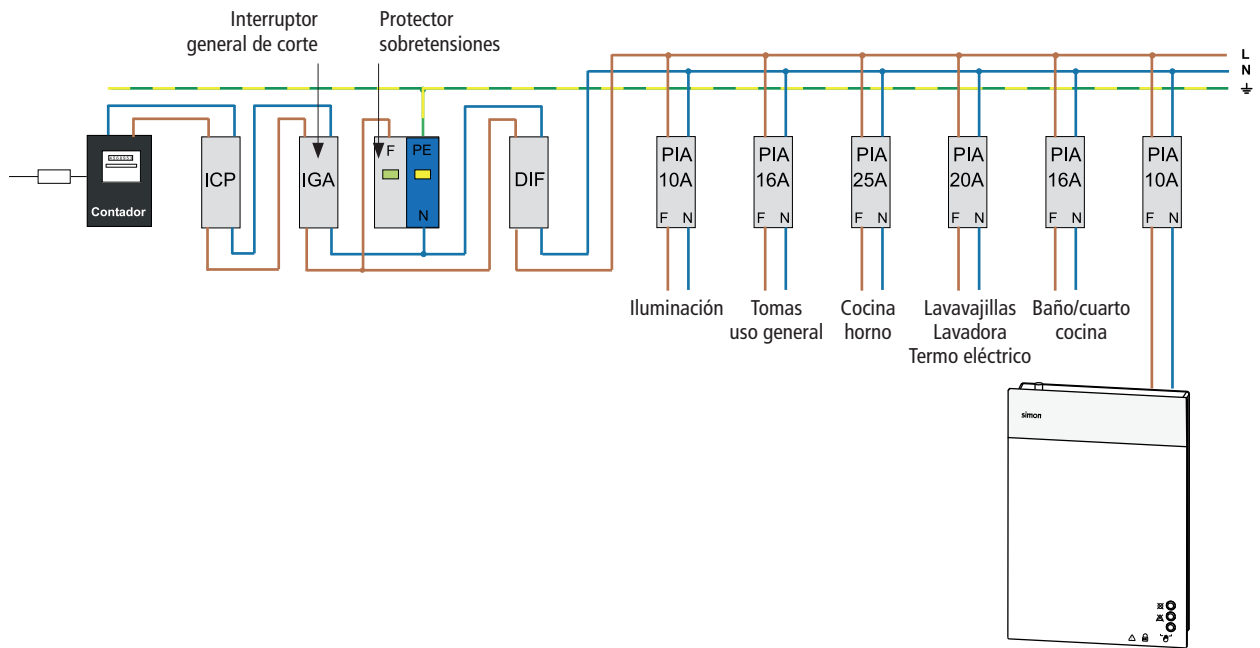 Interruptor
general de corte
Protector
sobretensiones
L
N
Contador
ICP
IGA
F
PE
N
DIF
PIA
10A
F N
PIA
16A
F N
PIA
25A
F N
PIA
20A
F N
PIA
16A
F N
PIA
10A
F N
Iluminación
Tomas
uso general
Cocina
horno
Lavavajillas
Lavadora
Termo eléctrico
Baño/cuarto
cocina
simon